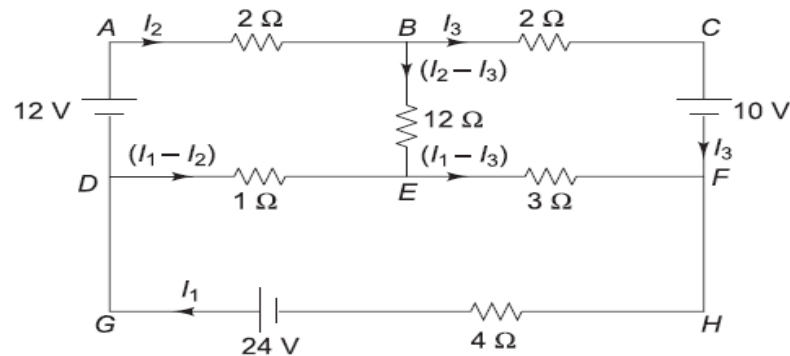 A I₂ 2 Ω B I₃ 2 Ω C
(I₂ – I₃)
12 V 12 Ω 10 V
(I₁ – I₂) (I₁ – I₃) I₃
D 1 Ω E 3 Ω F
I₁
G 24 V 4 Ω H